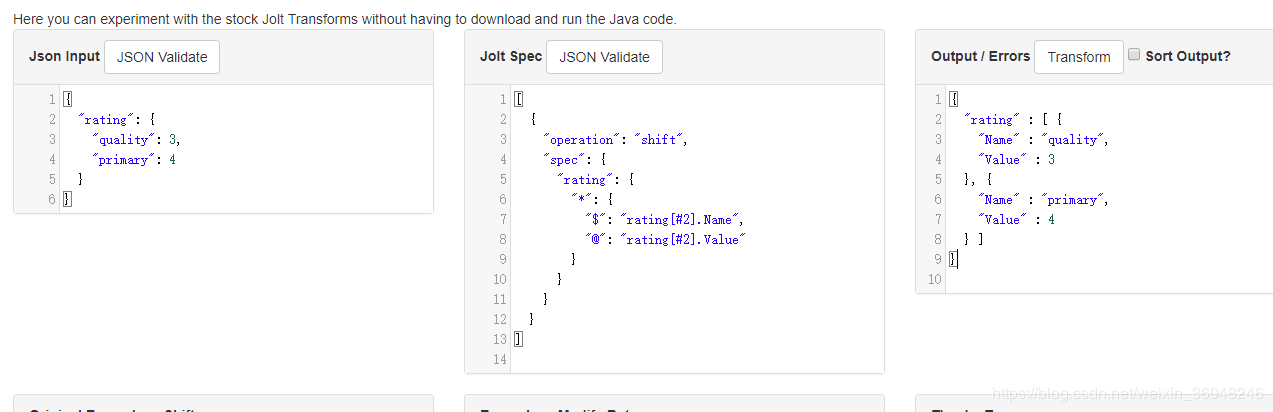 Here you can experiment with the stock Jolt Transforms without having to download and run the Java code.
Json Input JSON Validate
1 {
2 "rating": {
3 "quality": 3,
4 "primary": 4
5 }
6 }
Jolt Spec JSON Validate
1 [
2 {
3 "operation": "shift",
4 "spec": {
5 "rating": {
6 "*": {
7 "$": "rating[#2].Name",
8 "@": "rating[#2].Value"
9 }
10 }
11 }
12 }
13 ]
14
Output / Errors Transform Sort Output?
1 {
2 "rating" : [ {
3 "Name" : "quality",
4 "Value" : 3
5 }, {
6 "Name" : "primary",
7 "Value" : 4
8 } ]
9 }
10
https://blog.csdn.net/weixin_36048246